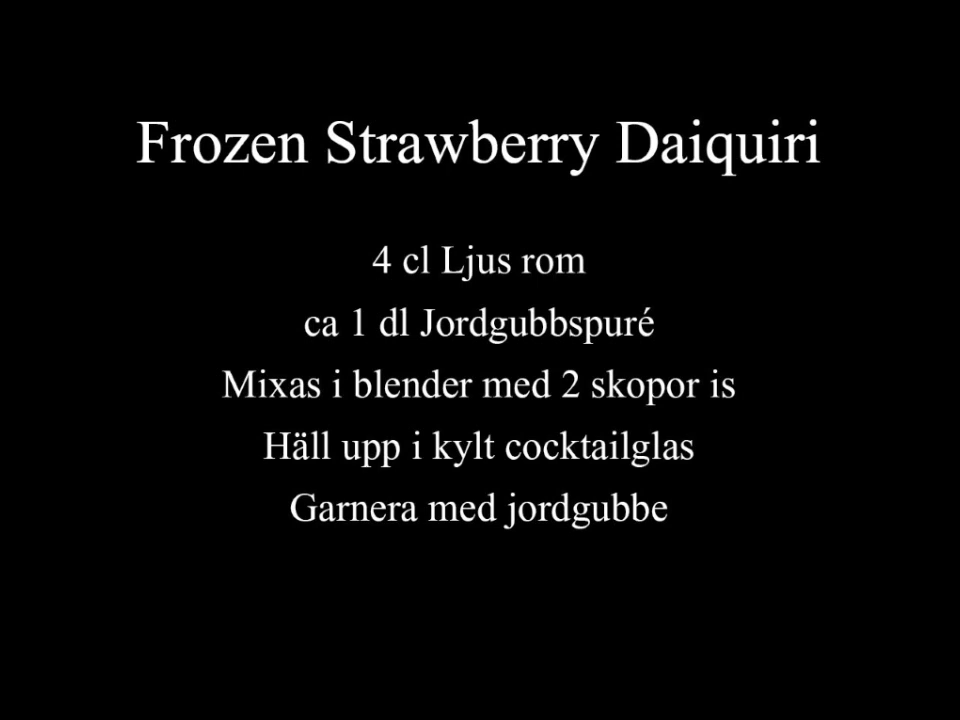 Frozen Strawberry Daiquiri
4 cl Ljus rom
ca 1 dl Jordgubbspuré
Mixas i blender med 2 skopor is
Häll upp i kylt cocktailglas
Garnera med jordgubbe